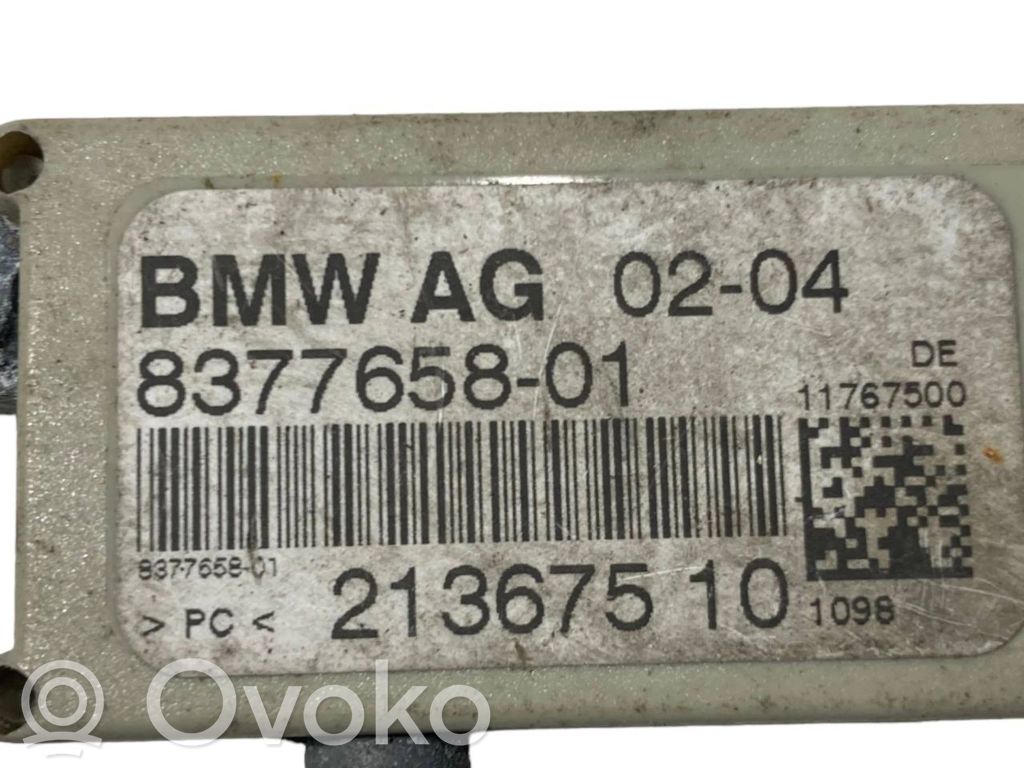 BMW AG 02-04
8377658-01
DE
11767500
8377658-01
> PC < 213675 10
1098
Ovoko